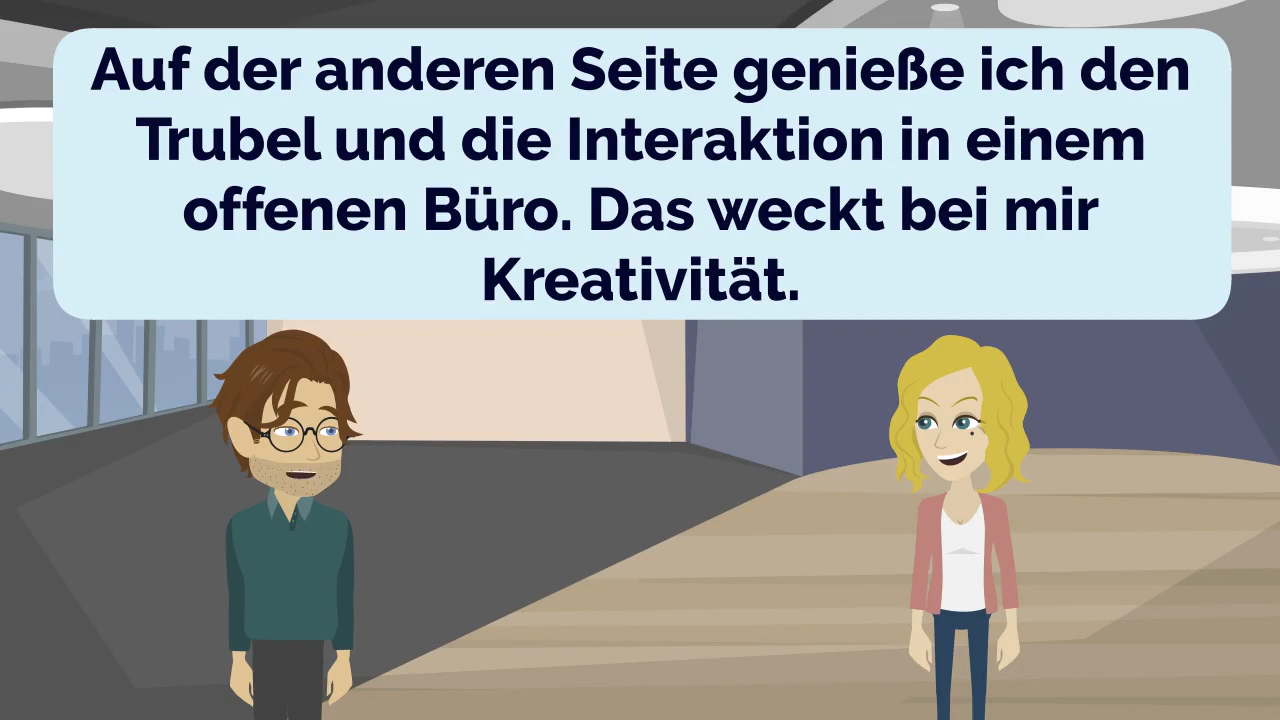 Auf der anderen Seite genieße ich den
Trubel und die Interaktion in einem
offenen Büro. Das weckt bei mir
Kreativität.